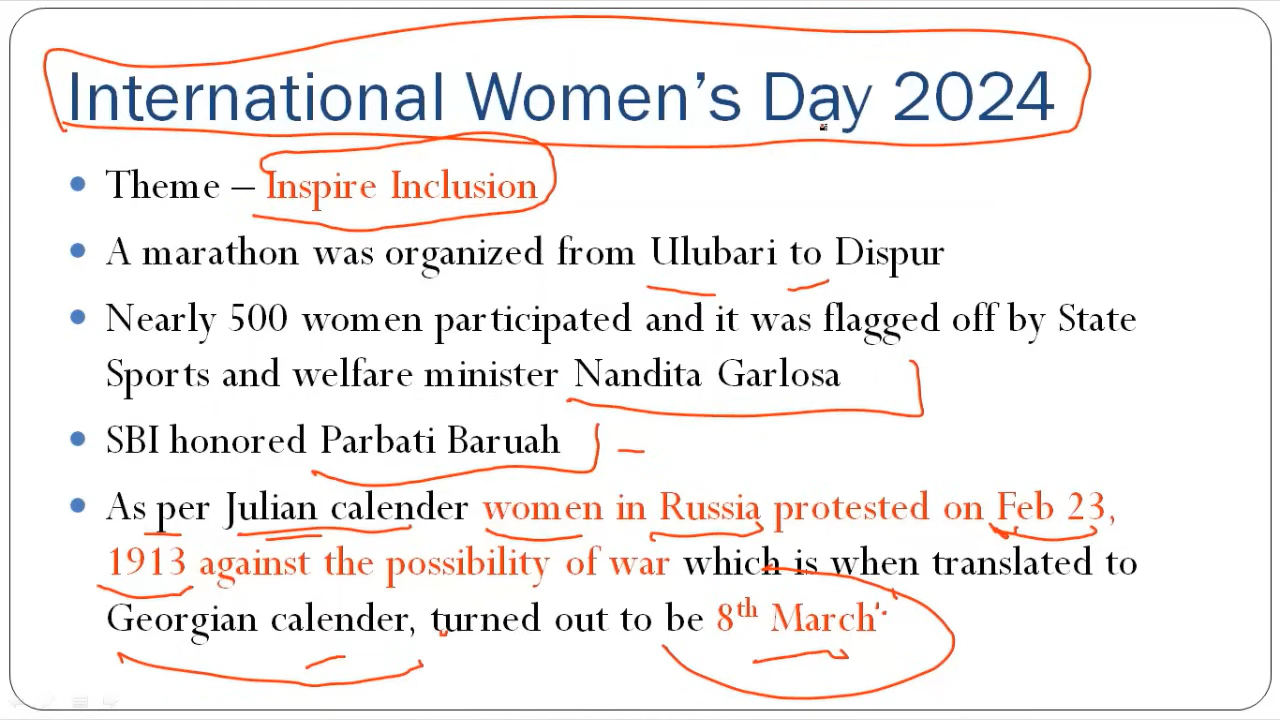 International Women's Day 2024
• Theme – Inspire Inclusion
• A marathon was organized from Ulubari to Dispur
• Nearly 500 women participated and it was flagged off by State
Sports and welfare minister Nandita Garlosa
• SBI honored Parbati Baruah
• As per Julian calender women in Russia protested on Feb 23,
1913 against the possibility of war which is when translated to
Georgian calender, turned out to be 8th March